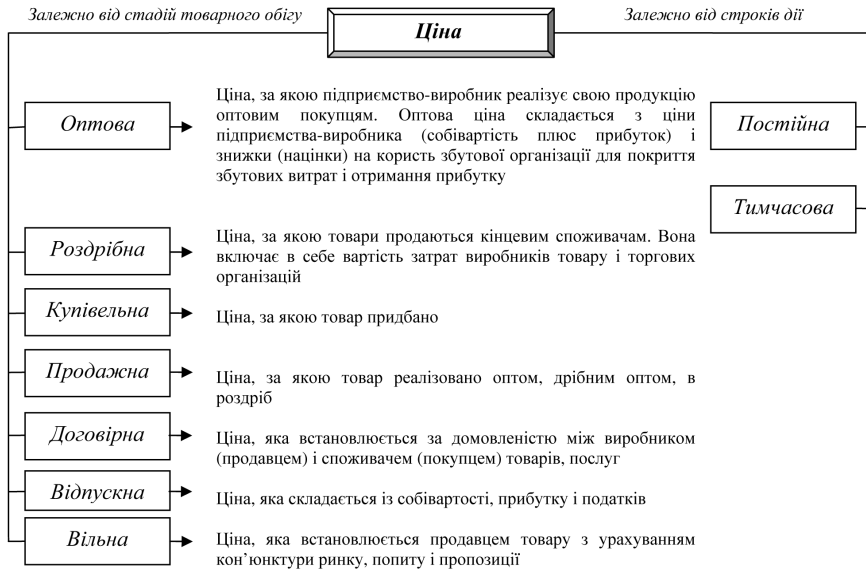 Залежно від стадій товарного обігу
Ціна
Залежно від строків дії
Оптова
Ціна, за якою підприємство-виробник реалізує свою продукцію
оптовим покупцям. Оптова ціна складається з ціни
підприємства-виробника (собівартість плюс прибуток) і
знижки (націнки) на користь збутової організації для покриття
збутових витрат і отримання прибутку
Постійна
Тимчасова
Роздрібна
Ціна, за якою товари продаються кінцевим споживачам. Вона
включає в себе вартість затрат виробників товару і торгових
організацій
Купівельна
Ціна, за якою товар придбано
Продажна
Ціна, за якою товар реалізовано оптом, дрібним оптом, в
роздріб
Договірна
Ціна, яка встановлюється за домовленістю між виробником
(продавцем) і споживачем (покупцем) товарів, послуг
Відпускна
Ціна, яка складається із собівартості, прибутку і податків
Вільна
Ціна, яка встановлюється продавцем товару з урахуванням
кон’юнктури ринку, попиту і пропозиції